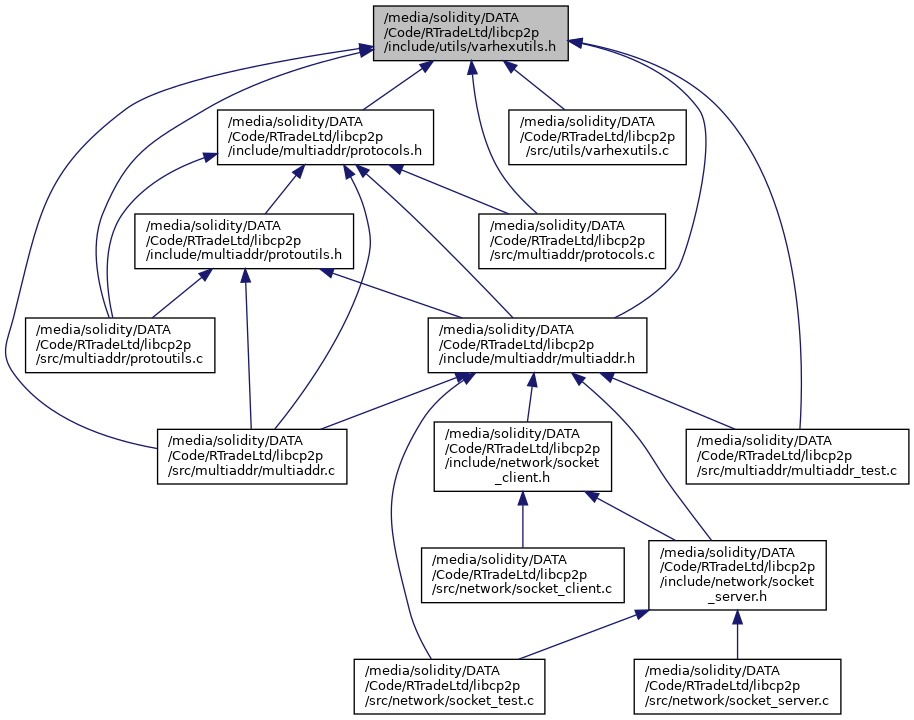 /media/solidity/DATA
/Code/RTradeLtd/libcp2p
/include/utils/varhexutils.h
/media/solidity/DATA
/Code/RTradeLtd/libcp2p
/include/multiaddr/protocols.h
/media/solidity/DATA
/Code/RTradeLtd/libcp2p
/src/utils/varhexutils.c
/media/solidity/DATA
/Code/RTradeLtd/libcp2p
/include/multiaddr/protoutils.h
/media/solidity/DATA
/Code/RTradeLtd/libcp2p
/src/multiaddr/protocols.c
/media/solidity/DATA
/Code/RTradeLtd/libcp2p
/src/multiaddr/protoutils.c
/media/solidity/DATA
/Code/RTradeLtd/libcp2p
/include/multiaddr/multiaddr.h
/media/solidity/DATA
/Code/RTradeLtd/libcp2p
/src/multiaddr/multiaddr.c
/media/solidity/DATA
/Code/RTradeLtd/libcp2p
/include/network/socket
_client.h
/media/solidity/DATA
/Code/RTradeLtd/libcp2p
/src/multiaddr/multiaddr_test.c
/media/solidity/DATA
/Code/RTradeLtd/libcp2p
/src/network/socket_client.c
/media/solidity/DATA
/Code/RTradeLtd/libcp2p
/include/network/socket
_server.h
/media/solidity/DATA
/Code/RTradeLtd/libcp2p
/src/network/socket_test.c
/media/solidity/DATA
/Code/RTradeLtd/libcp2p
/src/network/socket_server.c